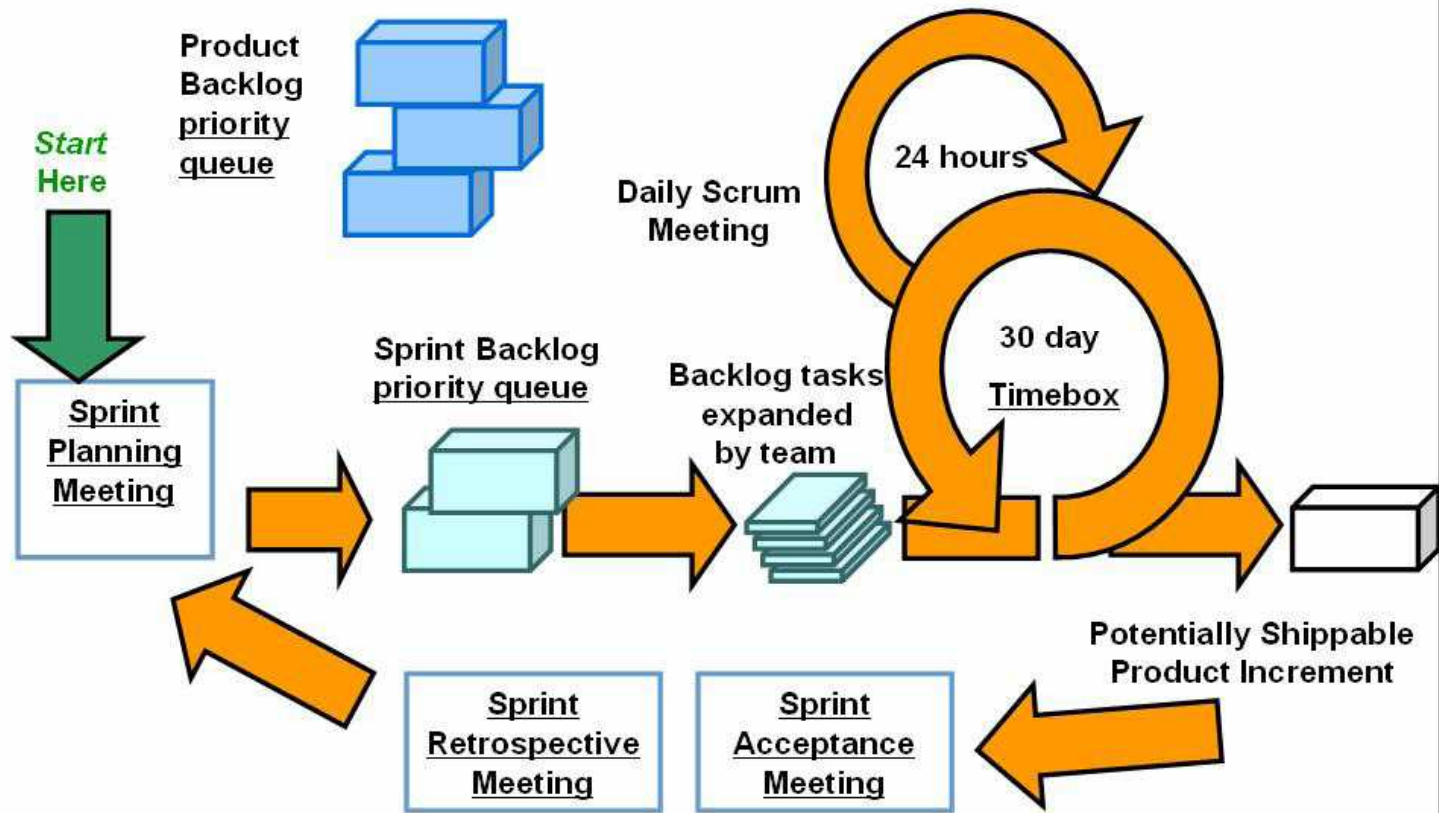 Product
Backlog
priority
queue
Start
Here
24 hours
Daily Scrum
Meeting
30 day
Timebox
Sprint Backlog
priority queue
Backlog tasks
expanded
by team
Sprint
Planning
Meeting
Potentially Shippable
Product Increment
Sprint
Retrospective
Meeting
Sprint
Acceptance
Meeting